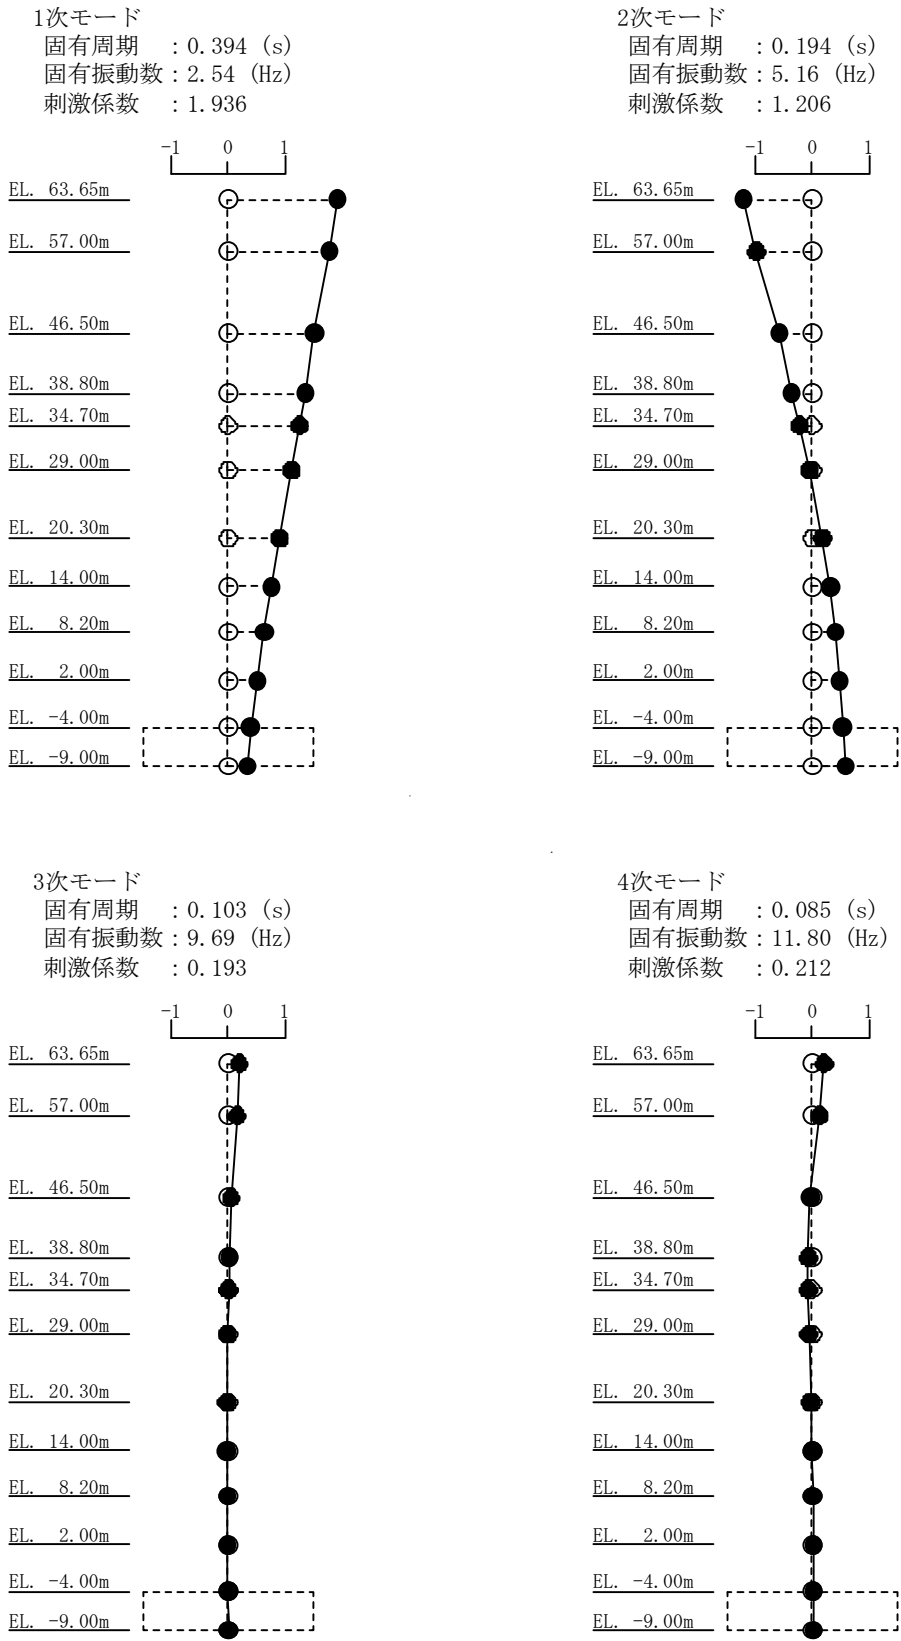 1次モード
固有周期 :0.394 (s)
固有振動数:2.54 (Hz)
刺激係数 :1.936
-1 0 1
EL. 63.65m
EL. 57.00m
EL. 46.50m
EL. 38.80m
EL. 34.70m
EL. 29.00m
EL. 20.30m
EL. 14.00m
EL. 8.20m
EL. 2.00m
EL. -4.00m
EL. -9.00m
2次モード
固有周期 :0.194 (s)
固有振動数:5.16 (Hz)
刺激係数 :1.206
-1 0 1
EL. 63.65m
EL. 57.00m
EL. 46.50m
EL. 38.80m
EL. 34.70m
EL. 29.00m
EL. 20.30m
EL. 14.00m
EL. 8.20m
EL. 2.00m
EL. -4.00m
EL. -9.00m
3次モード
固有周期 :0.103 (s)
固有振動数:9.69 (Hz)
刺激係数 :0.193
-1 0 1
EL. 63.65m
EL. 57.00m
EL. 46.50m
EL. 38.80m
EL. 34.70m
EL. 29.00m
EL. 20.30m
EL. 14.00m
EL. 8.20m
EL. 2.00m
EL. -4.00m
EL. -9.00m
4次モード
固有周期 :0.085 (s)
固有振動数:11.80 (Hz)
刺激係数 :0.212
-1 0 1
EL. 63.65m
EL. 57.00m
EL. 46.50m
EL. 38.80m
EL. 34.70m
EL. 29.00m
EL. 20.30m
EL. 14.00m
EL. 8.20m
EL. 2.00m
EL. -4.00m
EL. -9.00m